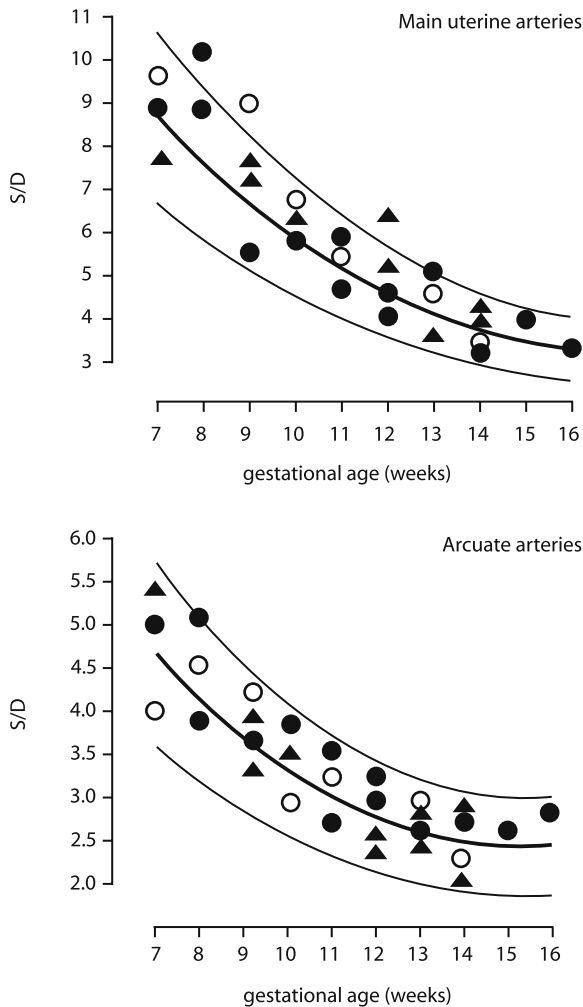 Main uterine arteries
S/D
11
10
9
8
7
6
5
4
3
7 8 9 10 11 12 13 14 15 16
gestational age (weeks)
Arcuate arteries
S/D
6.0
5.5
5.0
4.5
4.0
3.5
3.0
2.5
2.0
7 8 9 10 11 12 13 14 15 16
gestational age (weeks)